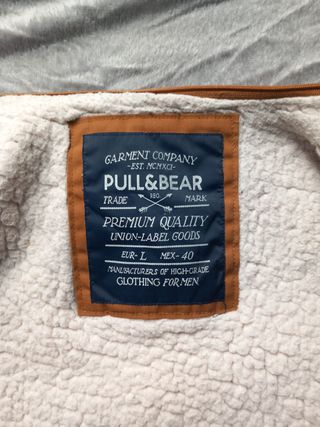 GARMENT COMPANY
-EST. MCMXCI-
PULL&BEAR
TRADE REG. MARK
PREMIUM QUALITY
UNION-LABEL GOODS
EUR- L MEX- 40
MANUFACTURERS OF HIGH-GRADE
CLOTHING FOR MEN